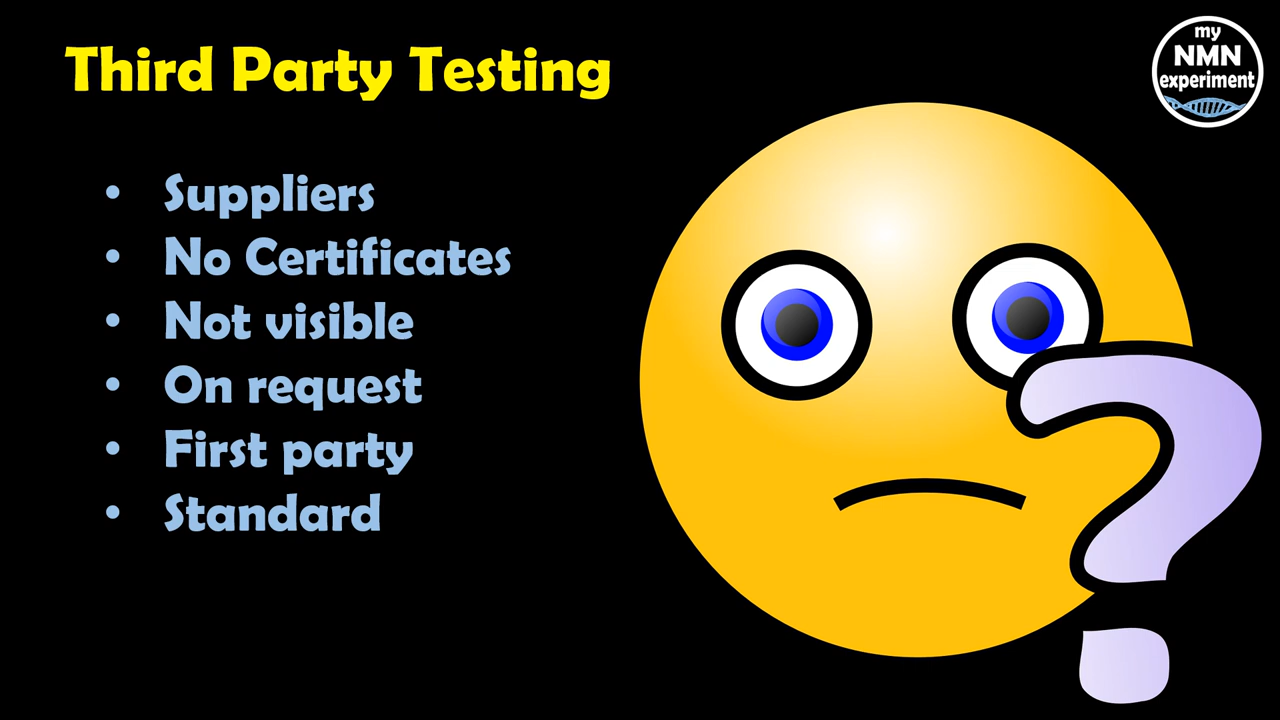 Third Party Testing
my
NMN
experiment
• Suppliers
• No Certificates
• Not visible
• On request
• First party
• Standard
?